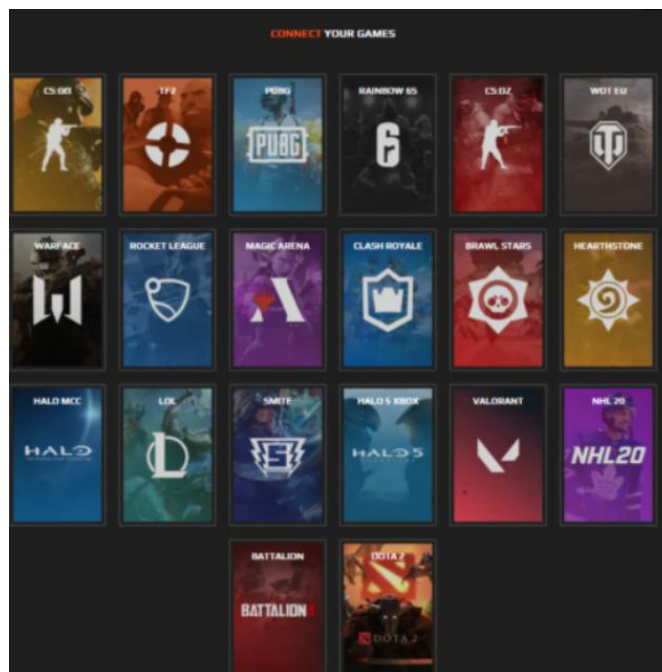 CONNECT YOUR GAMES
CS:GO TF2 PUBG RAINBOW 6S CS:OZ WOT EU
PUBG
WARFACE ROCKET LEAGUE MAGIC ARENA CLASH ROYALE BRAWL STARS HEARTHSTONE
HALO MCC LOL SMITE HALO 5 XBOX VALORANT NHL 20
HALO HALO 5 NHL20
BATTALION DOTA 2
BATTALION
DOTA 2